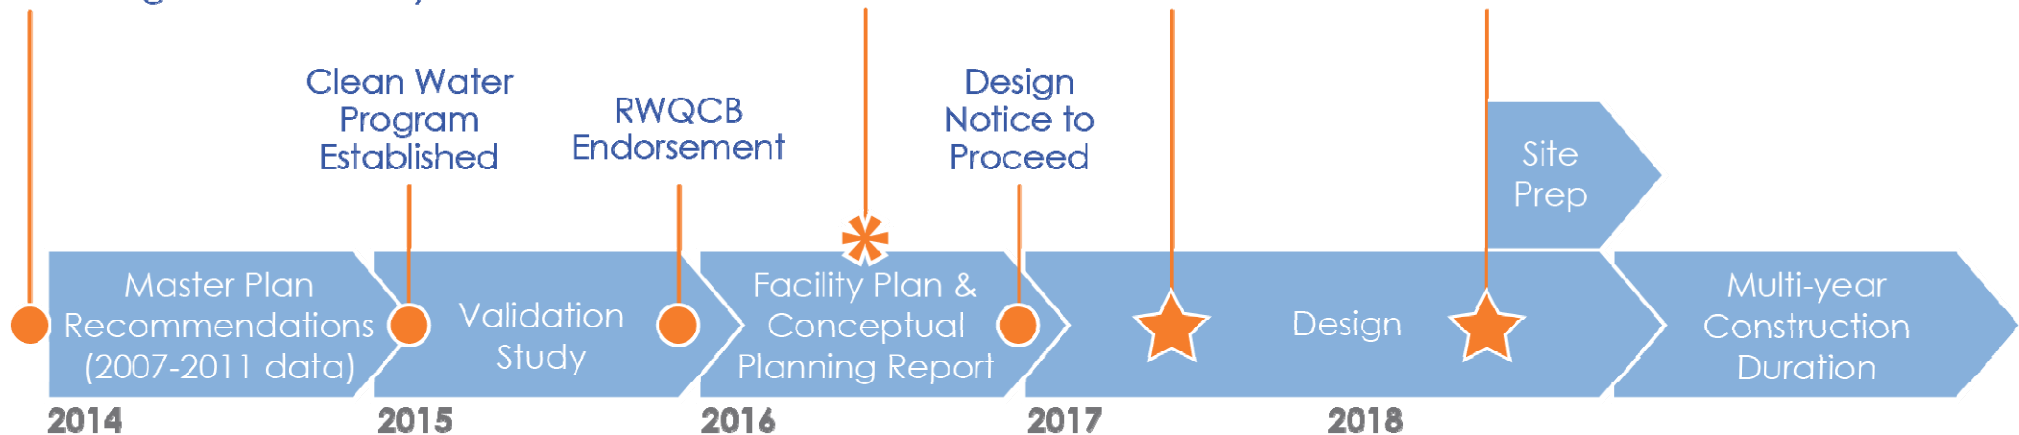 Clean Water
Program
Established
RWQCB
Endorsement
Design
Notice to
Proceed
Site
Prep
Master Plan
Recommendations
(2007-2011 data)
Validation
Study
Facility Plan &
Conceptual
Planning Report
Design
Multi-year
Construction
Duration
2014
2015
2016
2017
2018